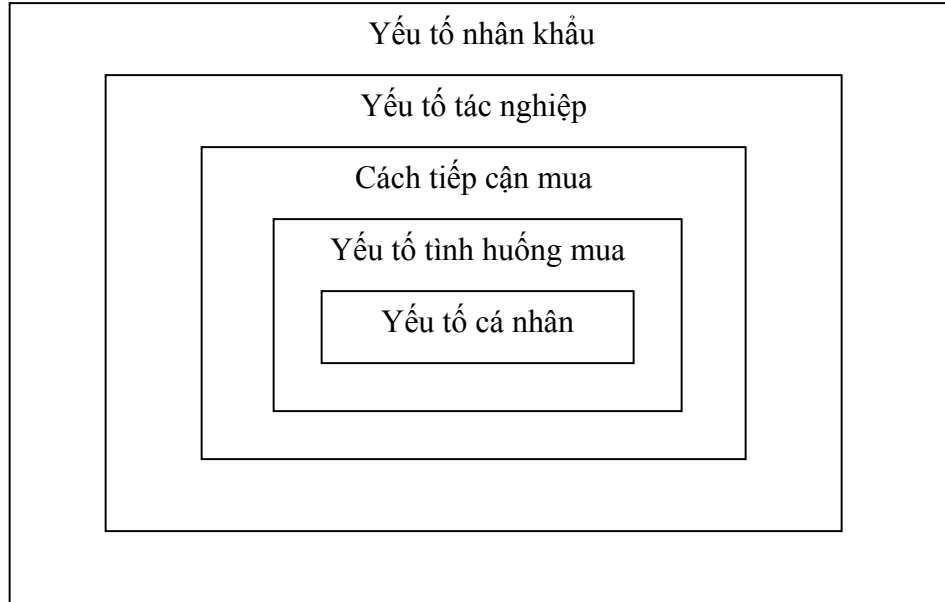 Yếu tố nhân khẩu
Yếu tố tác nghiệp
Cách tiếp cận mua
Yếu tố tình huống mua
Yếu tố cá nhân